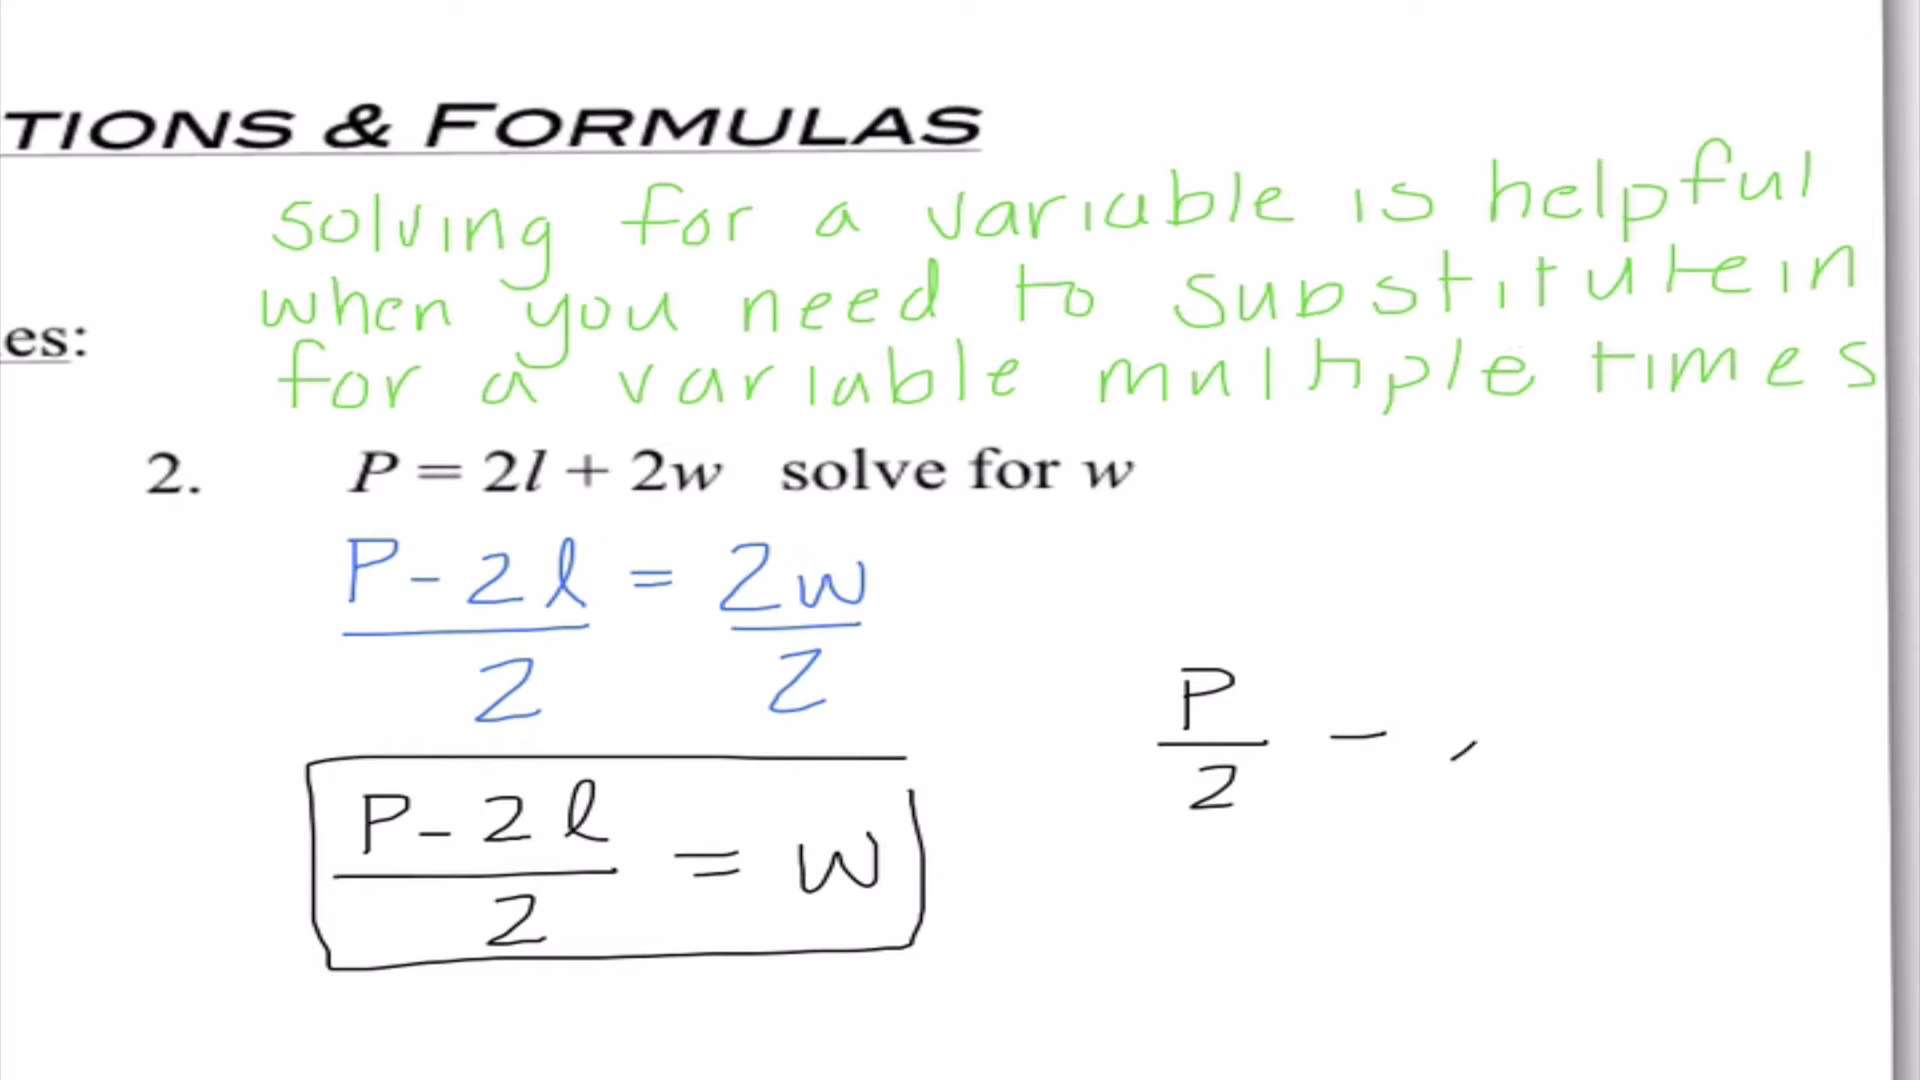 TIONS & FORMULAS
solving for a variable is helpful
when you need to substitute in
for a variable multiple times
es:
2. P = 2l + 2w solve for w
P - 2l = 2w
2 2
P - 2l = w
2
P -
2